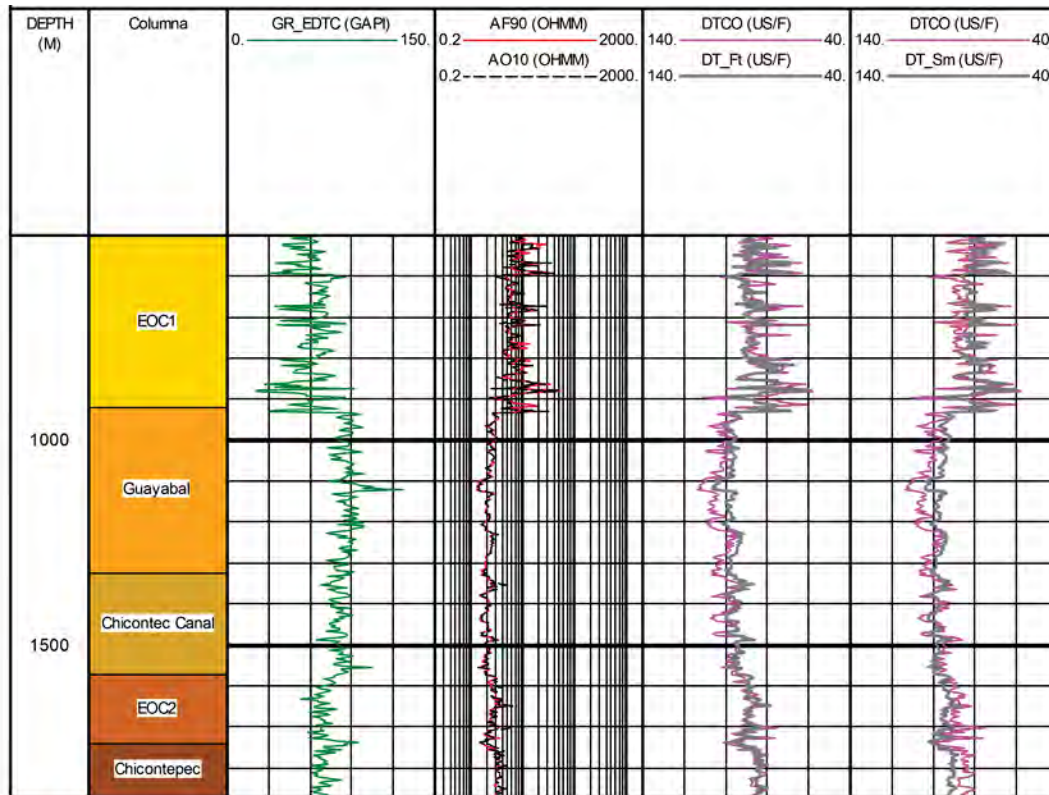 DEPTH
(M)
Columna
GR_EDTC (GAPI)
0. 150.
AF90 (OHMM)
0.2 2000.
AO10 (OHMM)
0.2 2000.
DTCO (US/F)
140. 40.
DT_Ft (US/F)
140. 40.
DTCO (US/F)
140. 40.
DT_Sm (US/F)
140. 40
EOC1
1000
Guayabal
Chicontec Canal
1500
EOC2
Chicontepec